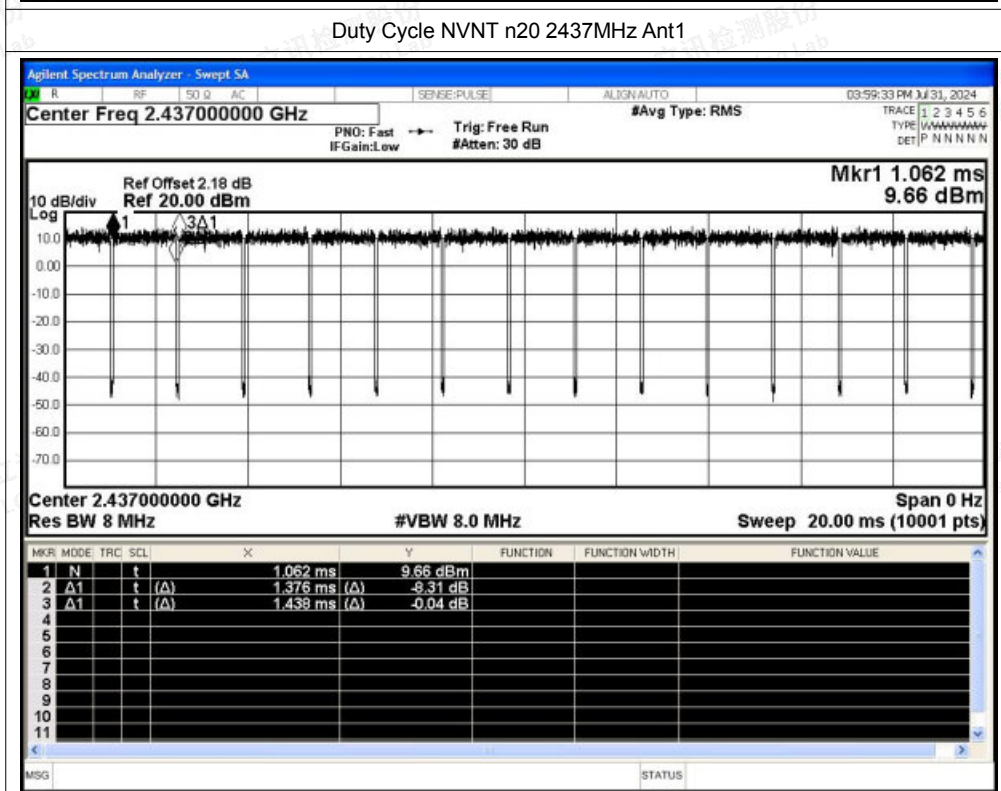 Duty Cycle NVNT n20 2437MHz Ant1
Agilent Spectrum Analyzer - Swept SA
R RF 50 Ω AC SENSE:PULSE ALIGN AUTO 03:59:33 PM Jul 31, 2024
Center Freq 2.437000000 GHz #Avg Type: RMS TRACE 1 2 3 4 5 6
PNO: Fast Trig: Free Run TYPE
IFGain:Low #Atten: 30 dB DET P N N N N N
Mkr1 1.062 ms
Ref Offset 2.18 dB
10 dB/div Ref 20.00 dBm 9.66 dBm
Log
1 3Δ1
10.0
0.00
-10.0
-20.0
-30.0
-40.0
-50.0
-60.0
-70.0
Center 2.437000000 GHz Span 0 Hz
Res BW 8 MHz #VBW 8.0 MHz Sweep 20.00 ms (10001 pts)
MKR MODE TRC SCL X Y FUNCTION FUNCTION WIDTH FUNCTION VALUE
1 N t 1.062 ms 9.66 dBm
2 Δ1 t (Δ) 1.376 ms (Δ) -8.31 dB
3 Δ1 t (Δ) 1.438 ms (Δ) -0.04 dB
4
5
6
7
8
9
10
11
MSG STATUS